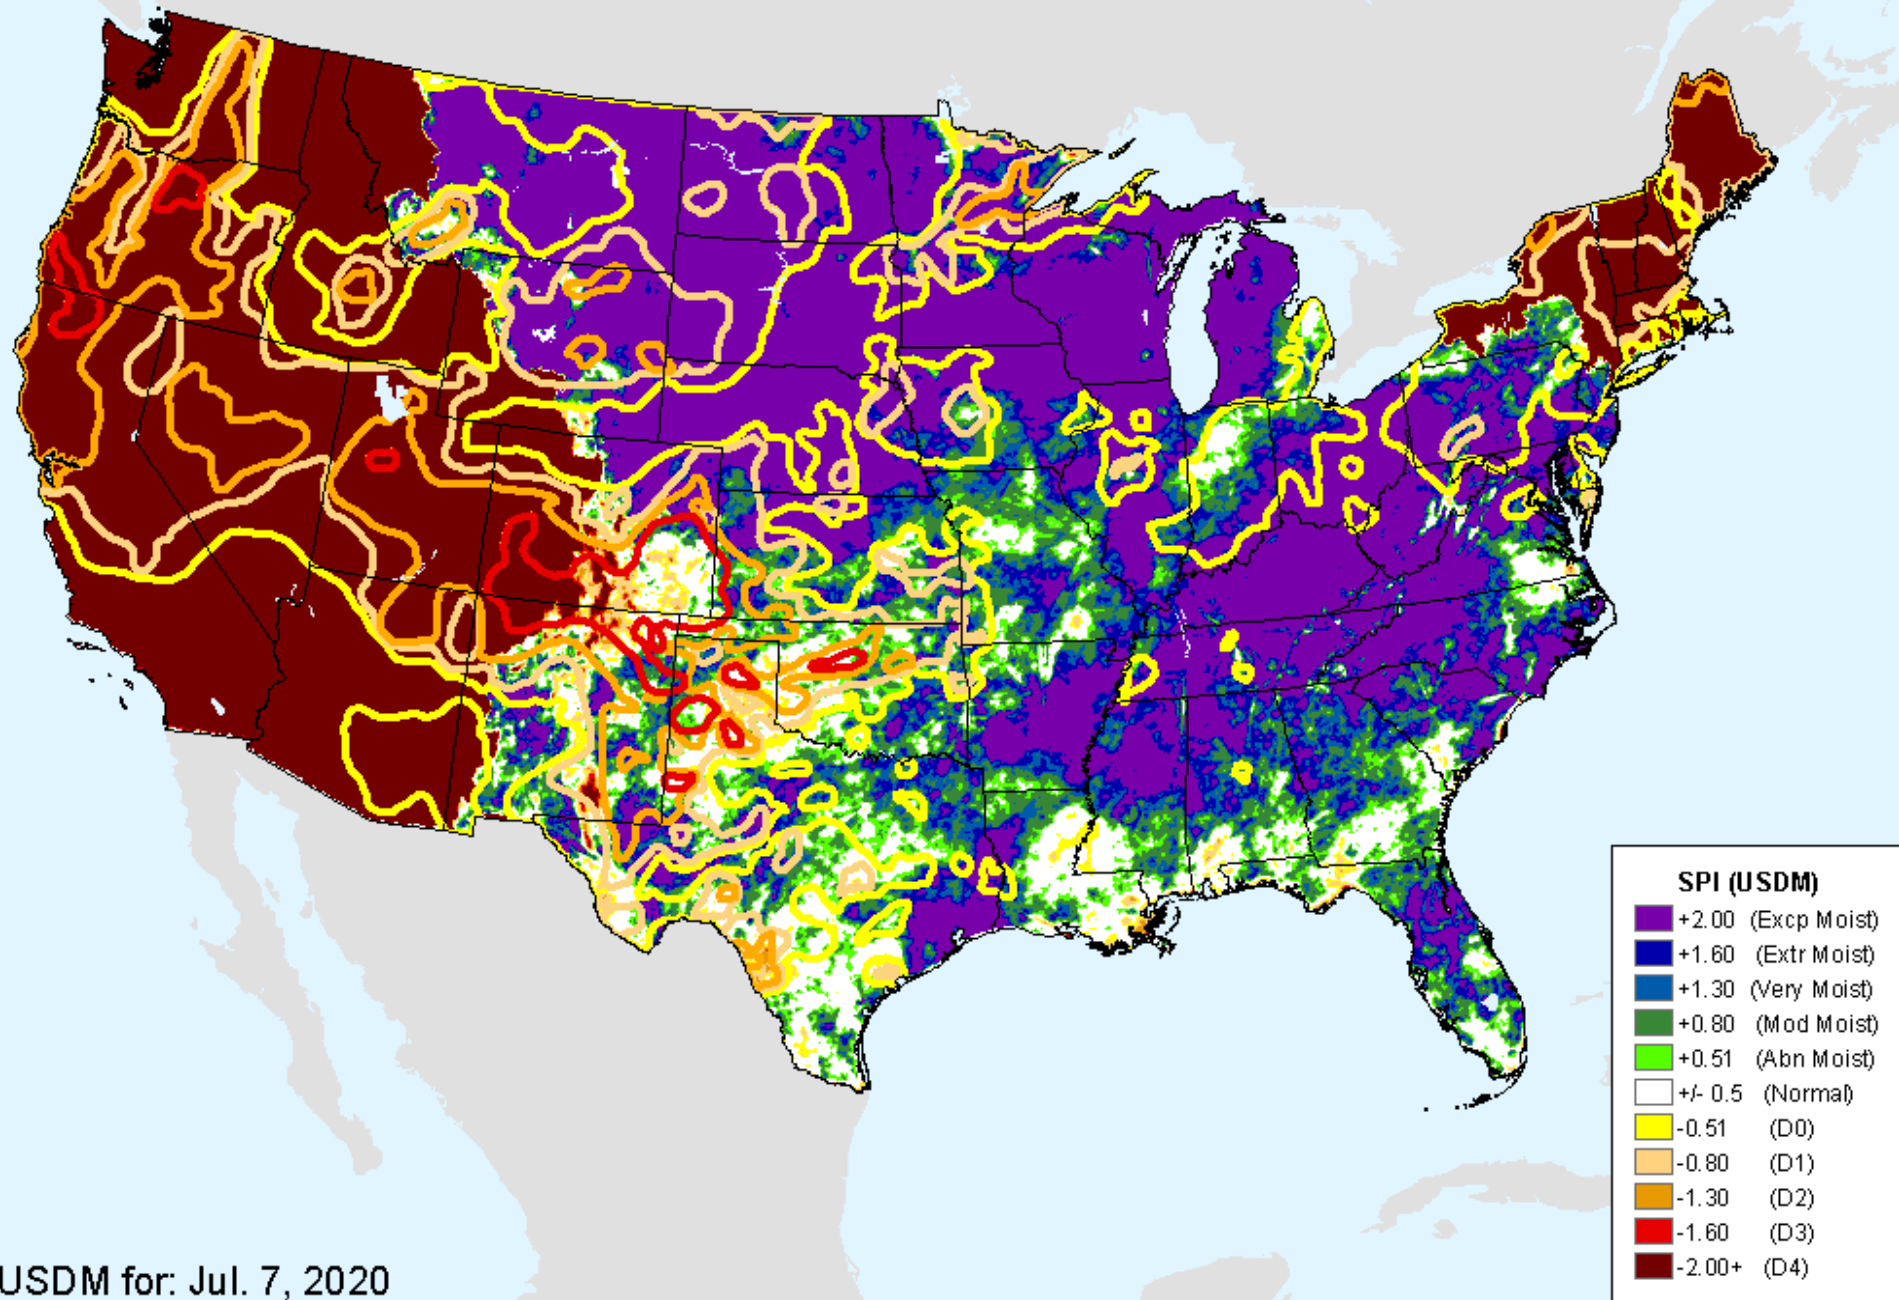 SPI (USDM)
+2.00 (Excp Moist)
+1.60 (Extr Moist)
+1.30 (Very Moist)
+0.80 (Mod Moist)
+0.51 (Abn Moist)
+/- 0.5 (Normal)
-0.51 (D0)
-0.80 (D1)
-1.30 (D2)
-1.60 (D3)
-2.00+ (D4)
USDM for: Jul. 7, 2020